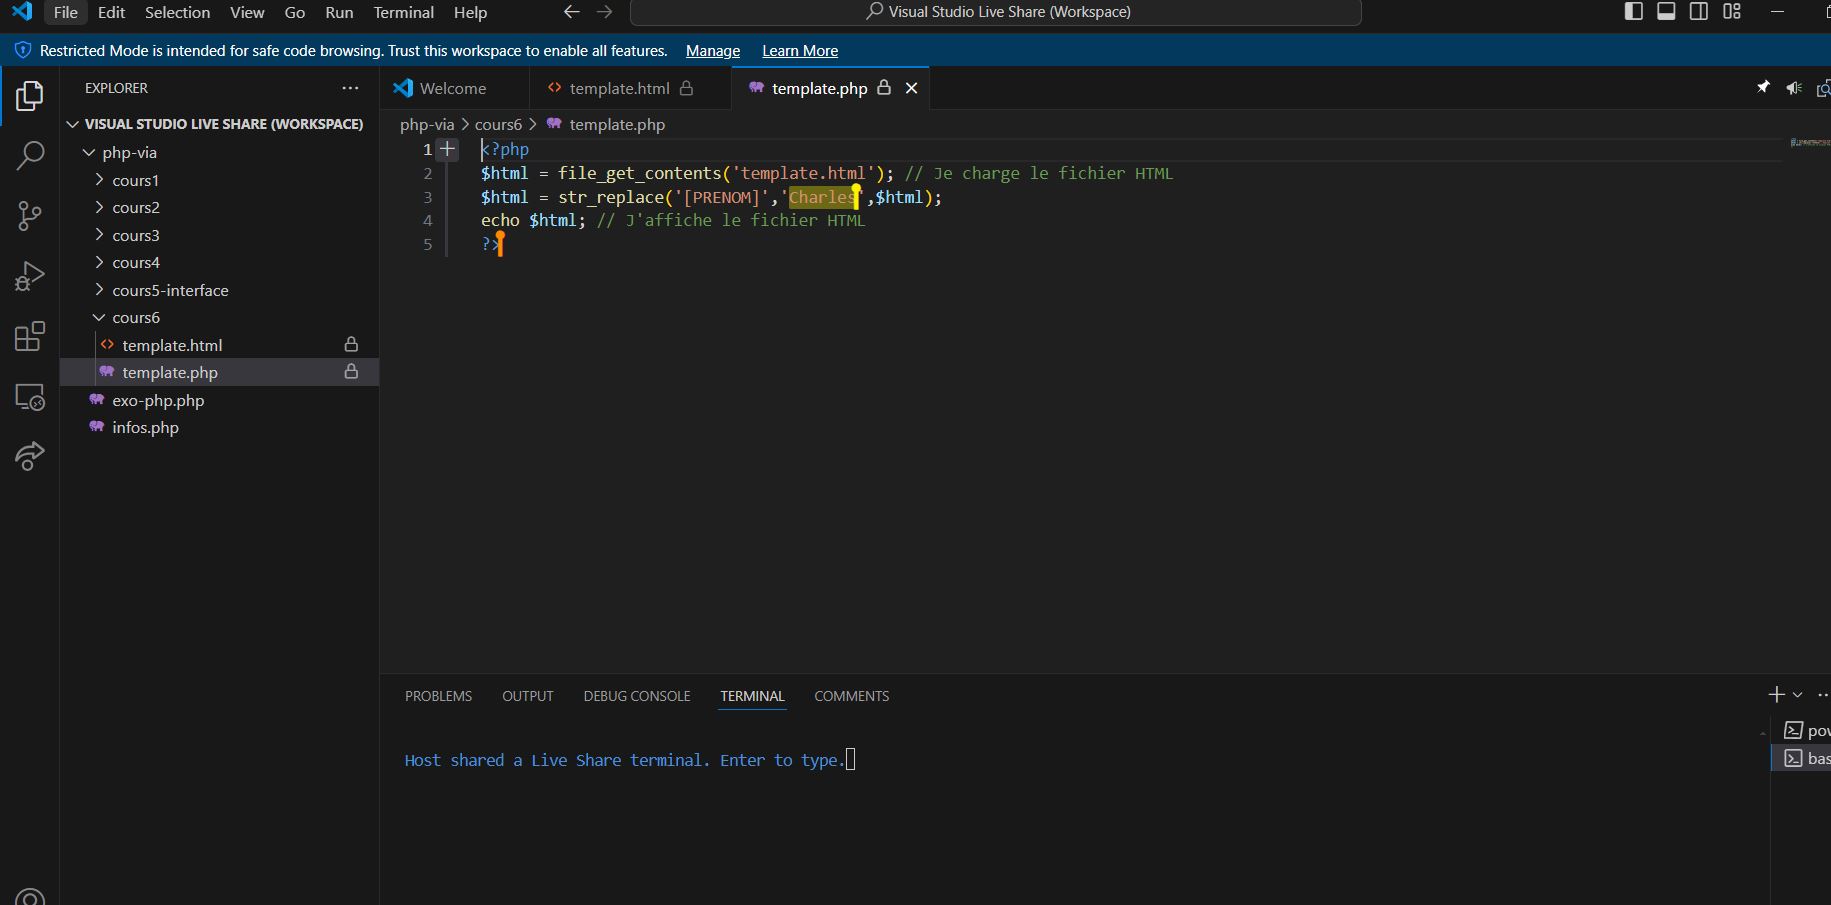 File Edit Selection View Go Run Terminal Help
Visual Studio Live Share (Workspace)
Restricted Mode is intended for safe code browsing. Trust this workspace to enable all features. Manage Learn More
EXPLORER
Welcome
template.html
template.php
VISUAL STUDIO LIVE SHARE (WORKSPACE)
php-via
cours1
cours2
cours3
cours4
cours5-interface
cours6
template.html
template.php
exo-php.php
infos.php
php-via > cours6 > template.php
1 <?php
2 $html = file_get_contents('template.html'); // Je charge le fichier HTML
3 $html = str_replace('[PRENOM]','Charles',$html);
4 echo $html; // J'affiche le fichier HTML
5 ?>
PROBLEMS OUTPUT DEBUG CONSOLE TERMINAL COMMENTS
Host shared a Live Share terminal. Enter to type.